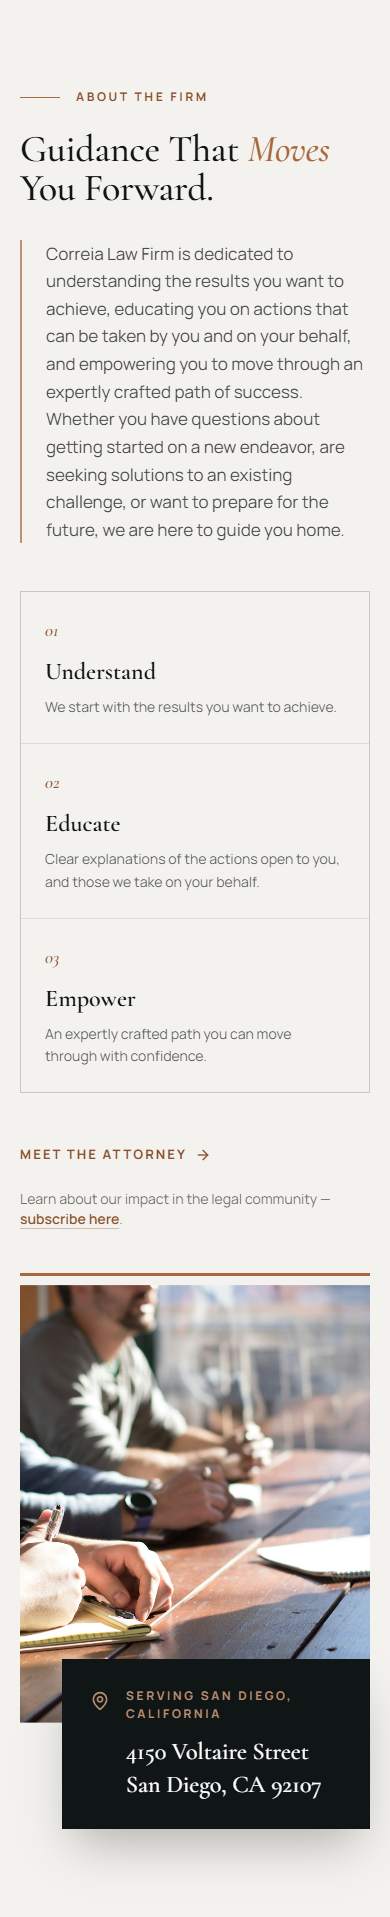 ABOUT THE FIRM
Guidance That Moves
You Forward.
Correia Law Firm is dedicated to
understanding the results you want to
achieve, educating you on actions that
can be taken by you and on your behalf,
and empowering you to move through an
expertly crafted path of success.
Whether you have questions about
getting started on a new endeavor, are
seeking solutions to an existing
challenge, or want to prepare for the
future, we are here to guide you home.
01
Understand
We start with the results you want to achieve.
02
Educate
Clear explanations of the actions open to you,
and those we take on your behalf.
03
Empower
An expertly crafted path you can move
through with confidence.
MEET THE ATTORNEY →
Learn about our impact in the legal community —
subscribe here.
SERVING SAN DIEGO,
CALIFORNIA
4150 Voltaire Street
San Diego, CA 92107